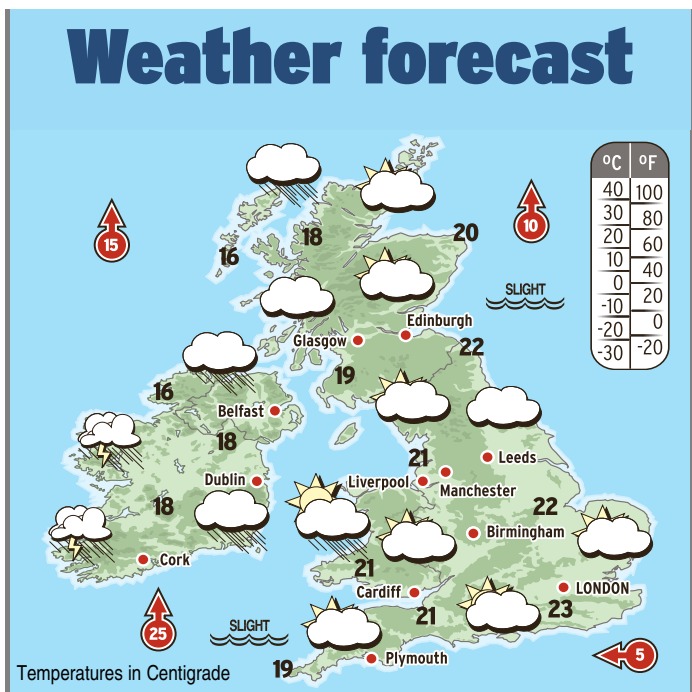 Weather forecast
°C °F
40 100
30 80
20 60
10 40
0 20
-10 0
-20 -20
-30
15
10
18
20
16
SLIGHT
Edinburgh
Glasgow
22
19
16
Belfast
18
21
Leeds
Dublin
Liverpool
Manchester
18
22
Birmingham
Cork
21
Cardiff
LONDON
23
21
25
SLIGHT
5
Plymouth
19
Temperatures in Centigrade